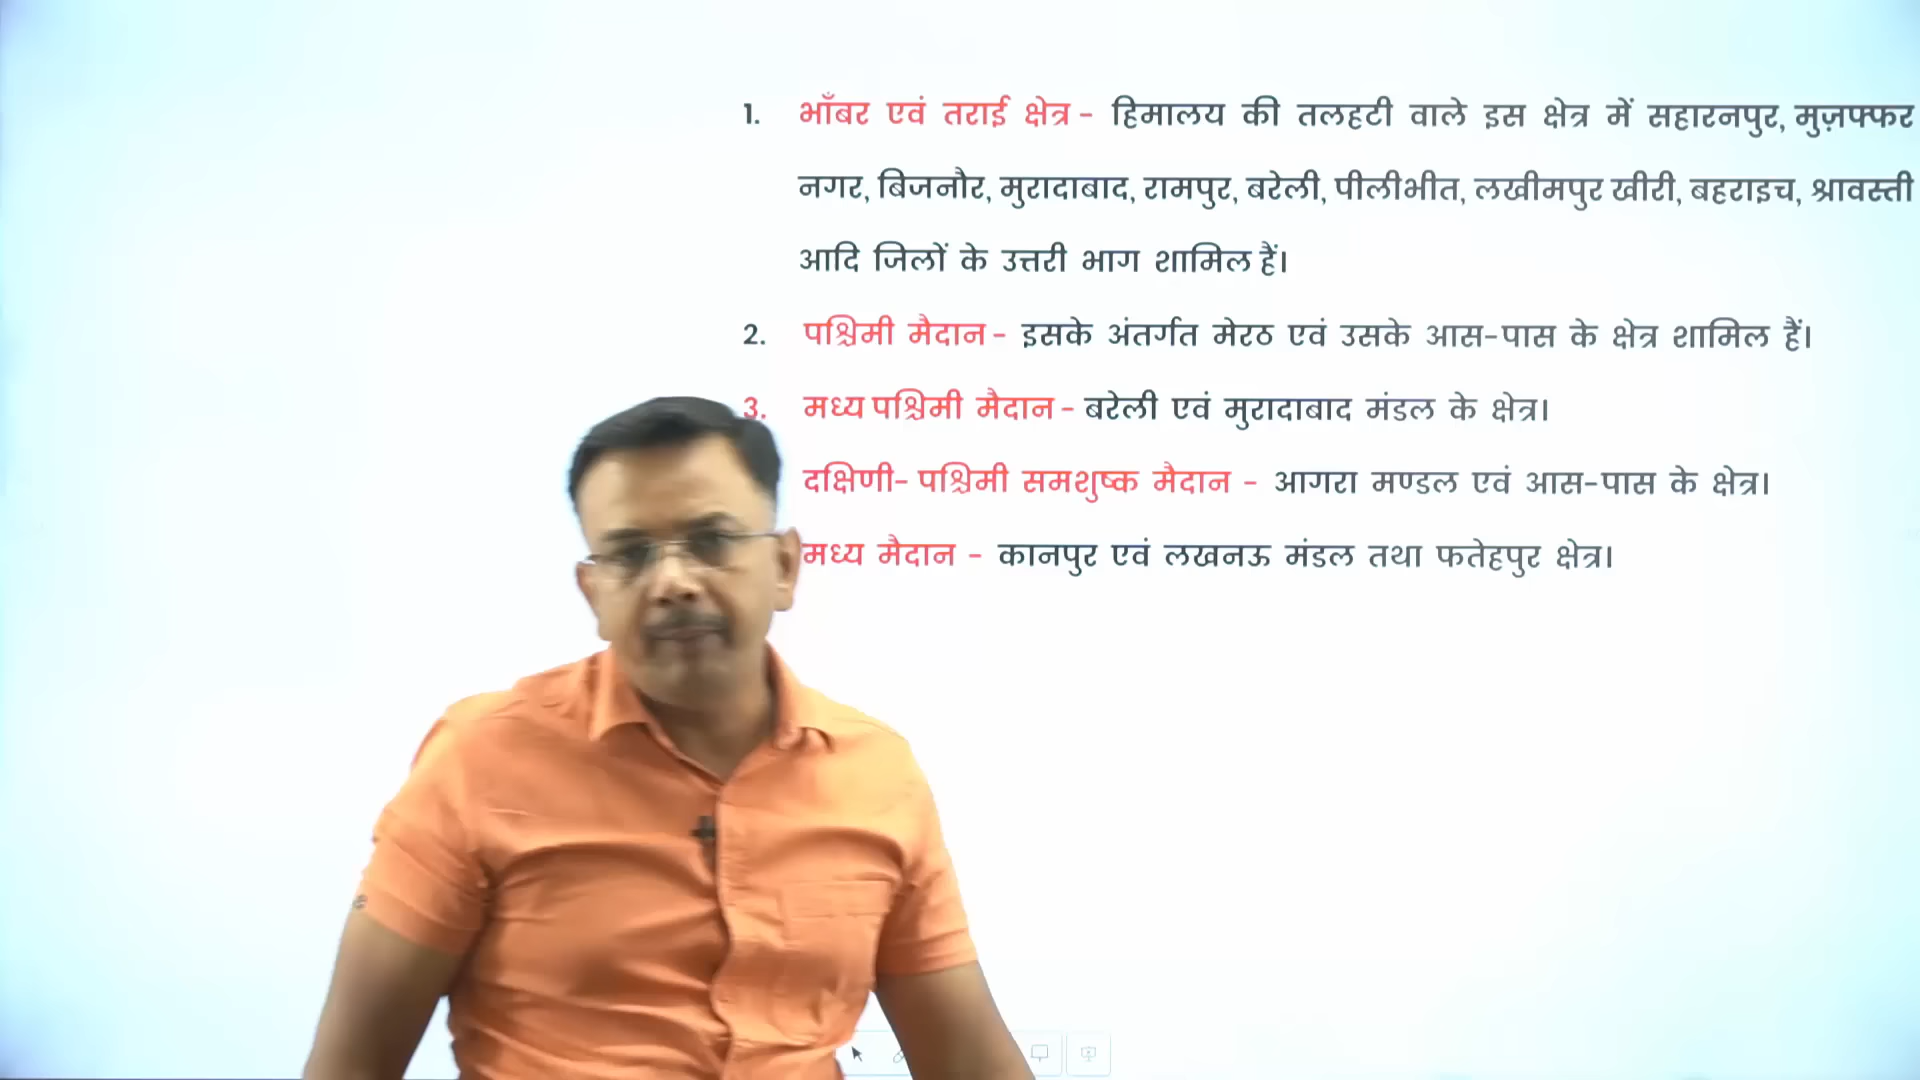 1. भाँबर एवं तराई क्षेत्र - हिमालय की तलहटी वाले इस क्षेत्र में सहारनपुर, मुज़फ्फर
नगर, बिजनौर, मुरादाबाद, रामपुर, बरेली, पीलीभीत, लखीमपुर खीरी, बहराइच, श्रावस्ती
आदि जिलों के उत्तरी भाग शामिल हैं।
2. पश्चिमी मैदान - इसके अंतर्गत मेरठ एवं उसके आस-पास के क्षेत्र शामिल हैं।
3. मध्य पश्चिमी मैदान - बरेली एवं मुरादाबाद मंडल के क्षेत्र।
दक्षिणी- पश्चिमी समशुष्क मैदान - आगरा मण्डल एवं आस-पास के क्षेत्र।
मध्य मैदान - कानपुर एवं लखनऊ मंडल तथा फतेहपुर क्षेत्र।